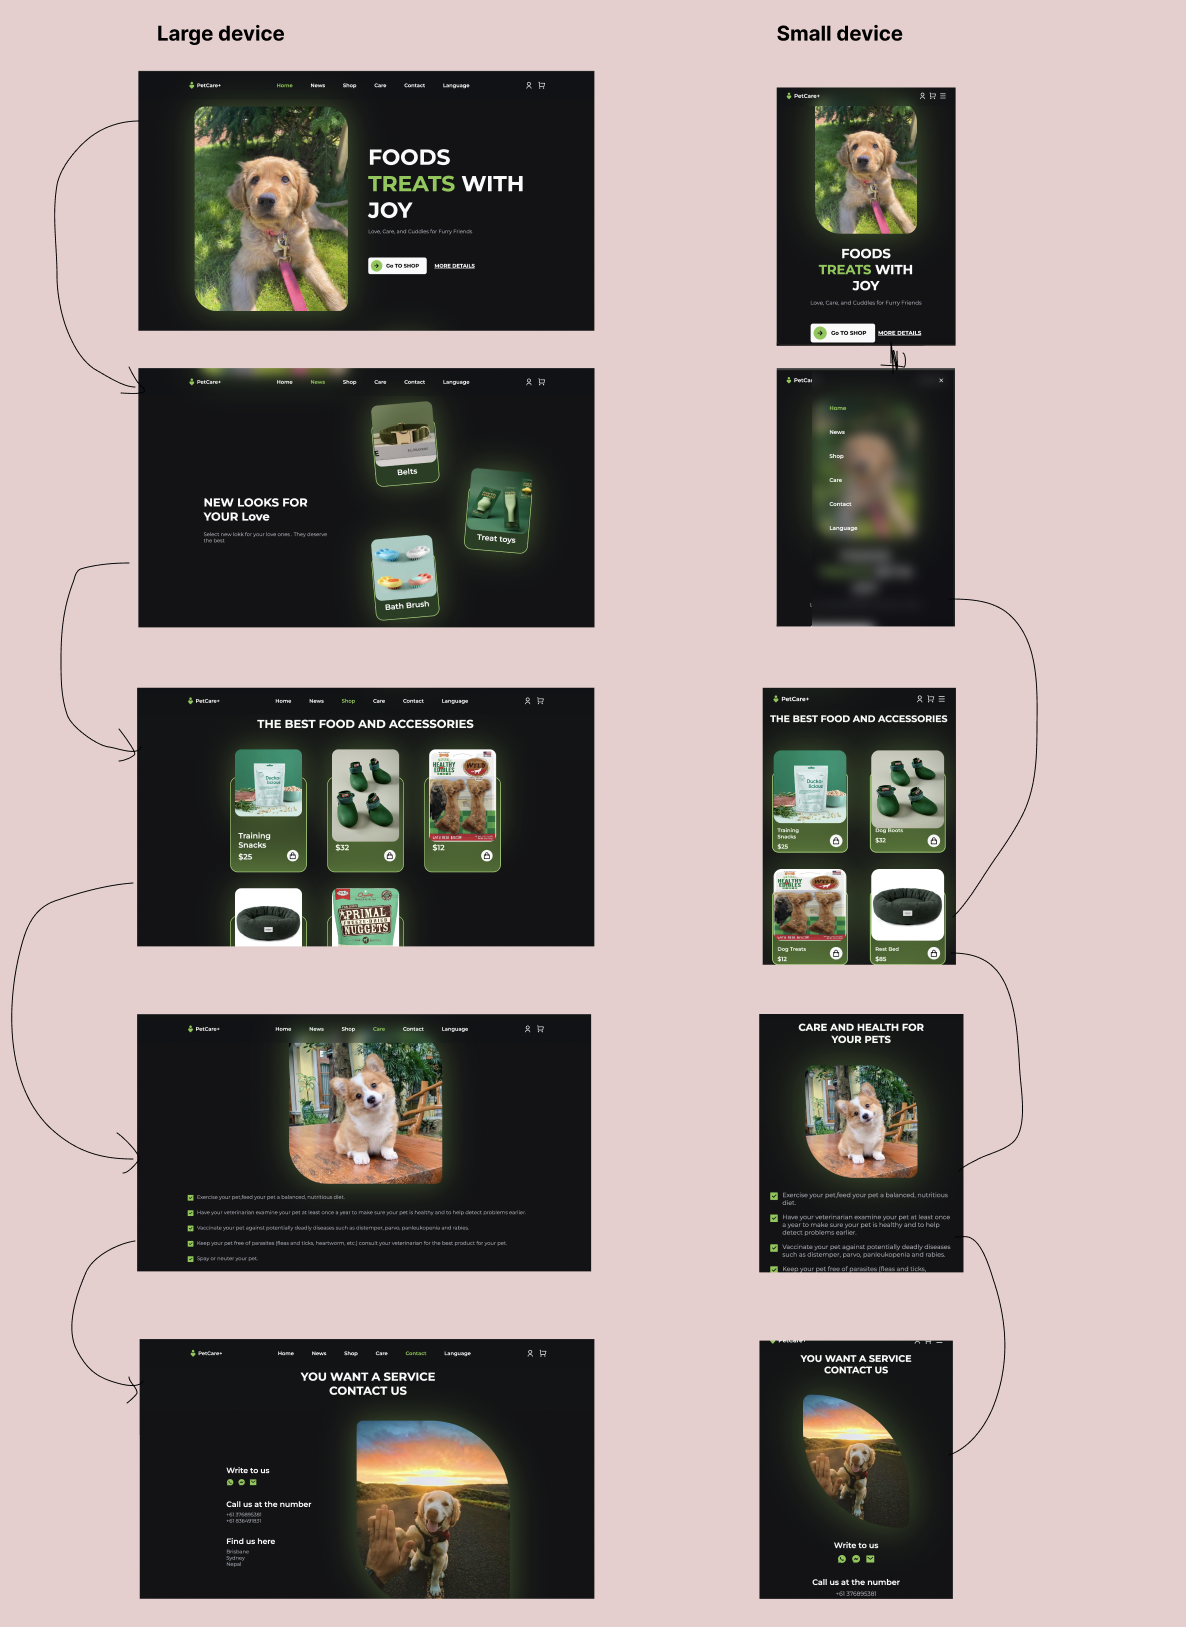 Large device
Small device
PetCare+
Home News Shop Care Contact Language
FOODS
TREATS WITH
JOY
Love, Care, and Cuddles for Furry Friends
Go TO SHOP MORE DETAILS
PetCare+
FOODS
TREATS WITH
JOY
Love, Care, and Cuddles for Furry Friends
Go TO SHOP MORE DETAILS
PetCare+
Home News Shop Care Contact Language
NEW LOOKS FOR
YOUR Love
Select new lokk for your love ones . They deserve
the best
Belts
Treat toys
Bath Brush
PetCa
Home
News
Shop
Care
Contact
Language
PetCare+
Home News Shop Care Contact Language
THE BEST FOOD AND ACCESSORIES
Training
Snacks
$25
$32
HEALTHY
EDIBLES
WILD
$12
PRIMAL
FREEZE-DRIED
NUGGETS
PetCare+
THE BEST FOOD AND ACCESSORIES
Training
Snacks
$25
Dog Boots
$32
HEALTHY
EDIBLES
WILD
Dog Treats
$12
Rest Bed
$85
PetCare+
Home News Shop Care Contact Language
Exercise your pet,feed your pet a balanced, nutritious diet.
Have your veterinarian examine your pet at least once a year to make sure your pet is healthy and to help detect problems earlier.
Vaccinate your pet against potentially deadly diseases such as distemper, parvo, panleukopenia and rabies.
Keep your pet free of parasites (fleas and ticks, heartworm, etc.) consult your veterinarian for the best product for your pet.
Spay or neuter your pet.
CARE AND HEALTH FOR
YOUR PETS
Exercise your pet,feed your pet a balanced, nutritious
diet.
Have your veterinarian examine your pet at least once
a year to make sure your pet is healthy and to help
detect problems earlier.
Vaccinate your pet against potentially deadly diseases
such as distemper, parvo, panleukopenia and rabies.
Keep your pet free of parasites (fleas and ticks,
PetCare+
Home News Shop Care Contact Language
YOU WANT A SERVICE
CONTACT US
Write to us
Call us at the number
+61 376895381
+61 836491831
Find us here
Brisbane
Sydney
Nepal
PetCare+
YOU WANT A SERVICE
CONTACT US
Write to us
Call us at the number
+61 376895381